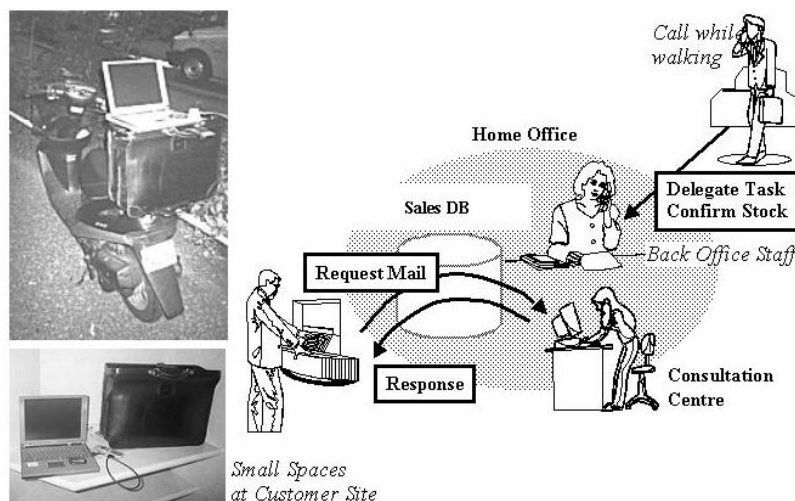 Call while
walking
Home Office
Delegate Task
Confirm Stock
Sales DB
Back Office Staff
Request Mail
Response
Consultation
Centre
Small Spaces
at Customer Site